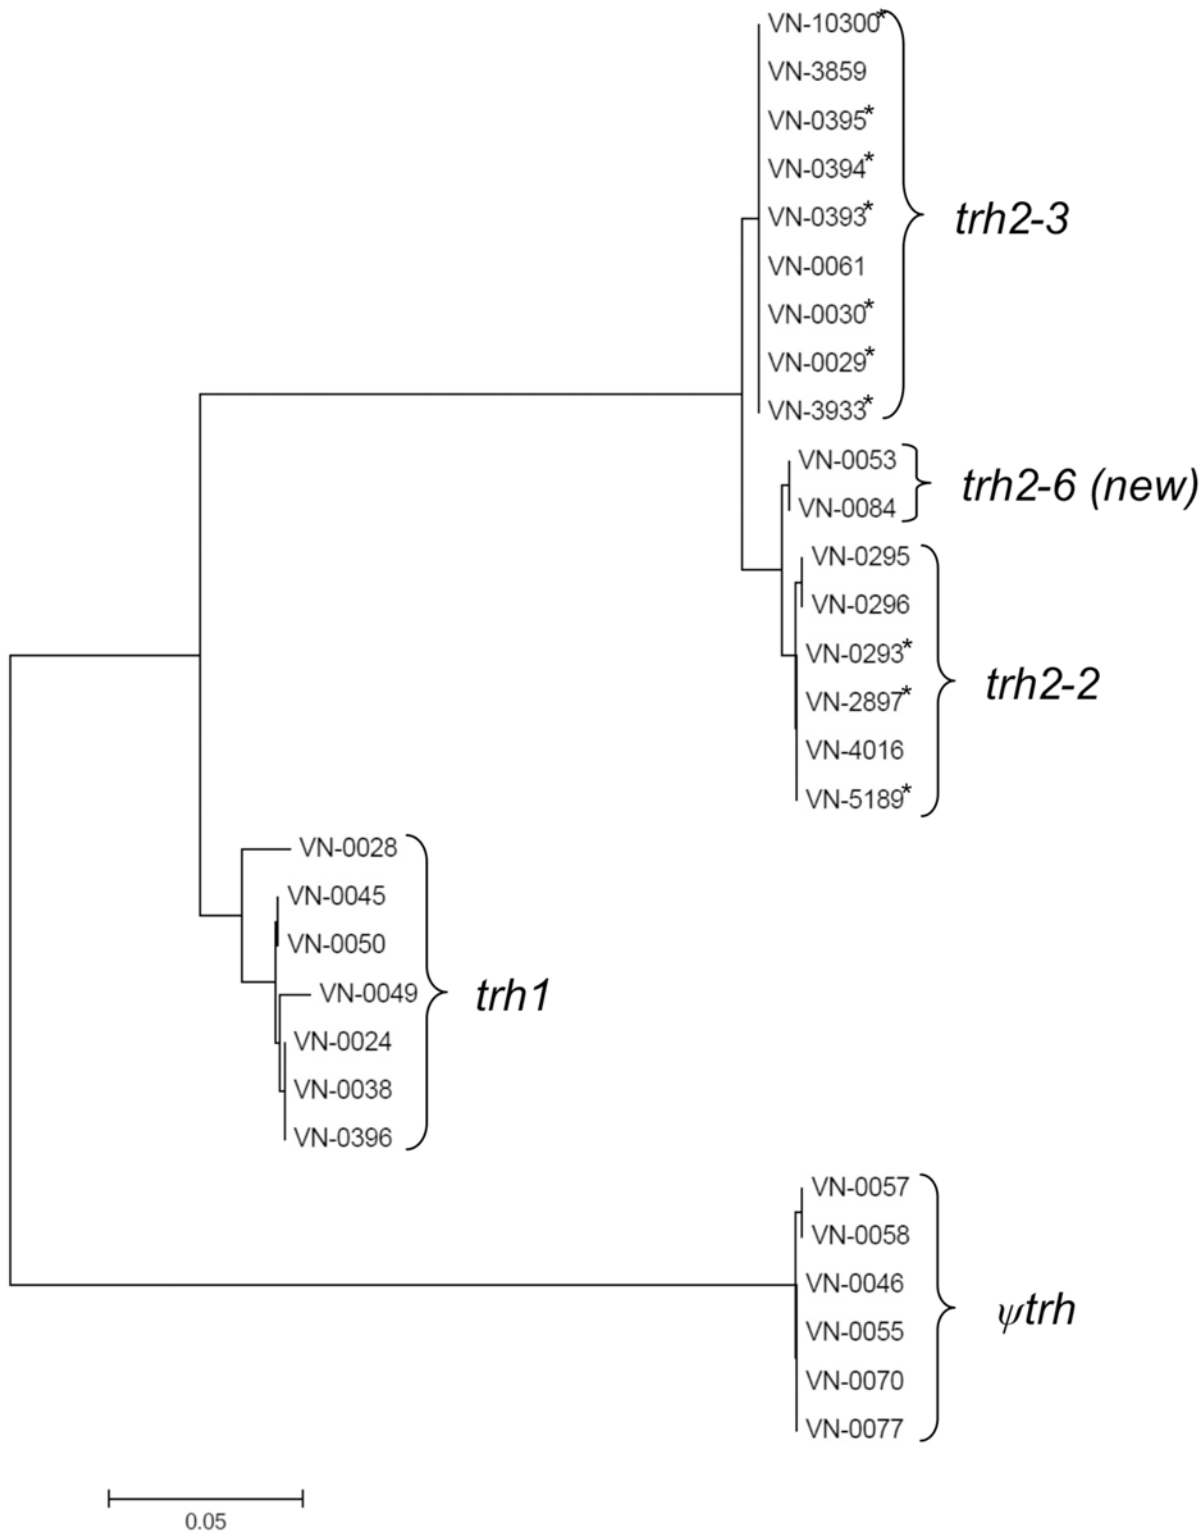 VN-10300*
VN-3859
VN-0395*
VN-0394*
VN-0393*
trh2-3
VN-0061
VN-0030*
VN-0029*
VN-3933*
VN-0053
trh2-6 (new)
VN-0084
VN-0295
VN-0296
VN-0293*
trh2-2
VN-2897*
VN-4016
VN-5189*
VN-0028
VN-0045
VN-0050
VN-0049
trh1
VN-0024
VN-0038
VN-0396
VN-0057
VN-0058
VN-0046
ψtrh
VN-0055
VN-0070
VN-0077
0.05